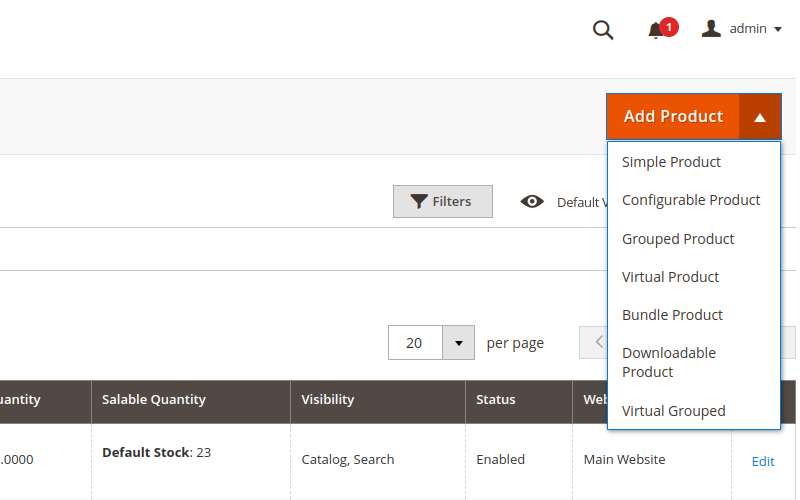 1
admin
Add Product
Simple Product
Configurable Product
Grouped Product
Virtual Product
Bundle Product
Downloadable
Product
Virtual Grouped
Filters
Default V
20
per page
uantity
Salable Quantity
Visibility
Status
Web
.0000
Default Stock: 23
Catalog, Search
Enabled
Main Website
Edit